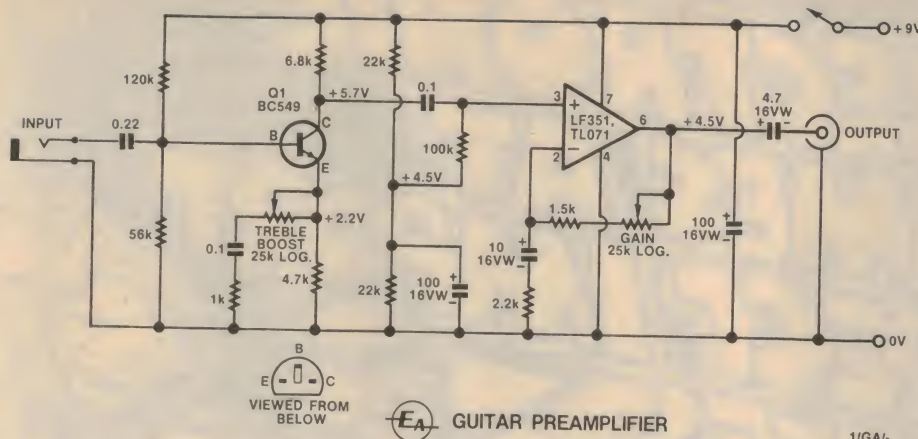 + 9V
120k
6.8k
22k
Q1
BC549
+ 5.7V
0.1
3
+
7
LF351,
TL071
6
+ 4.5V
4.7
16VW
+
−
OUTPUT
INPUT
0.22
B
C
E
100k
2
−
4
+ 4.5V
56k
+ 2.2V
TREBLE
BOOST
25k LOG.
0.1
1k
4.7k
22k
100
16VW
+
−
1.5k
GAIN
25k LOG.
10
16VW
+
−
2.2k
100
16VW
+
−
0V
B
E
C
VIEWED FROM
BELOW
EA GUITAR PREAMPLIFIER